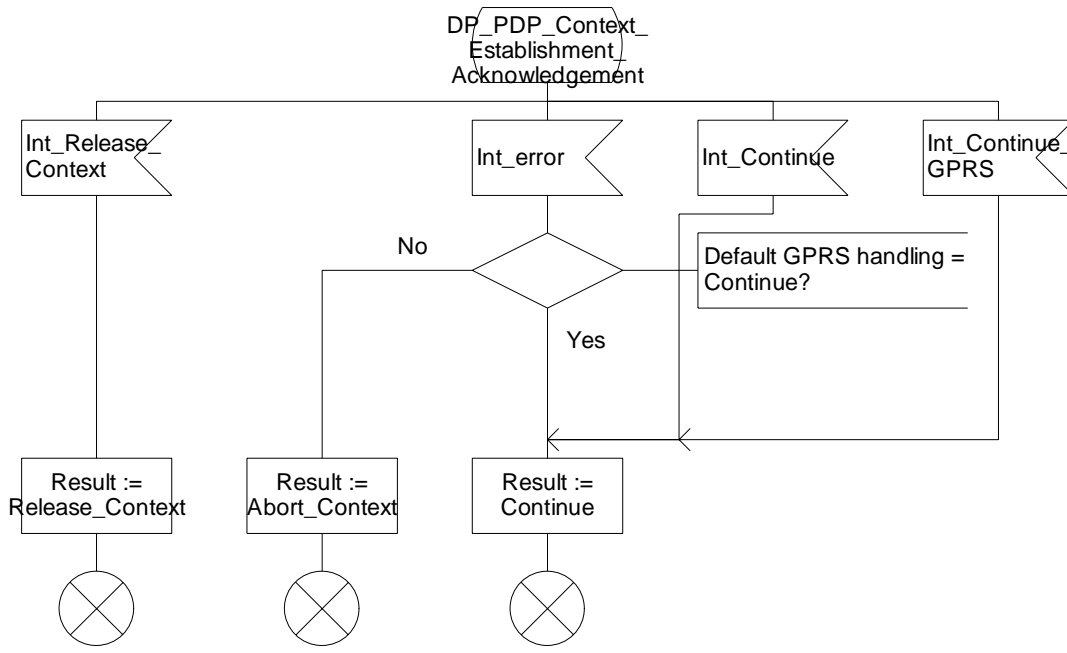 DP_PDP_Context_
Establishment_
Acknowledgement
Int_Release_
Context
Int_error
Int_Continue
Int_Continue_
GPRS
No
Default GPRS handling =
Continue?
Yes
Result :=
Release_Context
Result :=
Abort_Context
Result :=
Continue